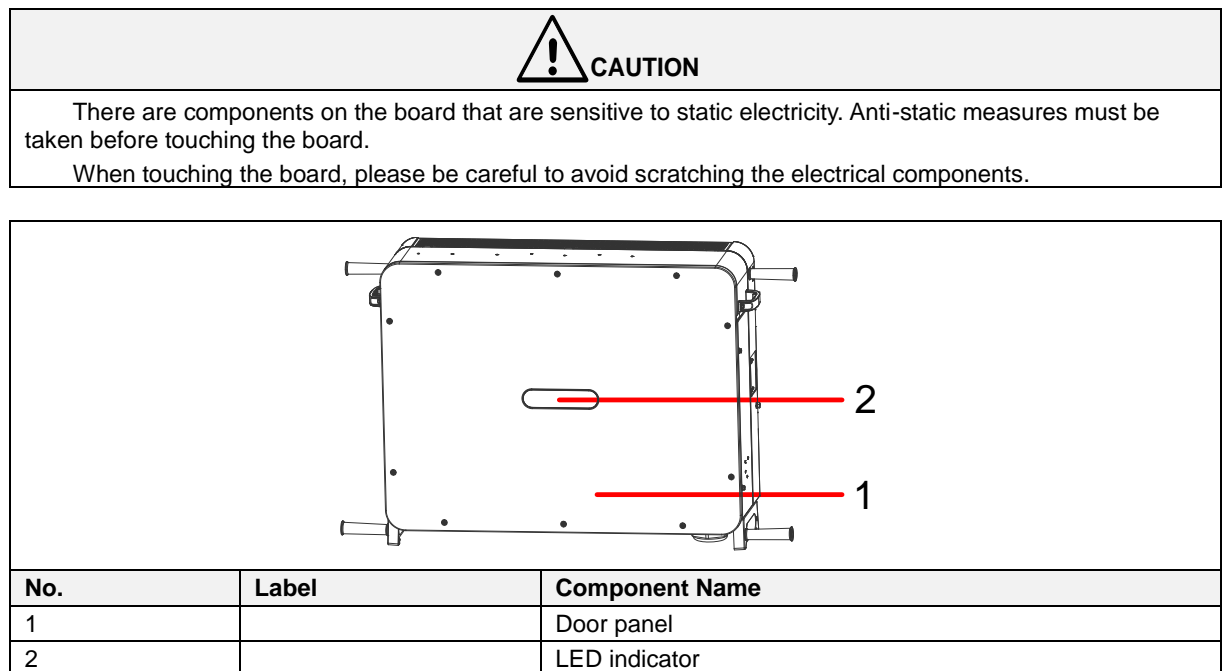 CAUTION
There are components on the board that are sensitive to static electricity. Anti-static measures must be
taken before touching the board.
When touching the board, please be careful to avoid scratching the electrical components.
2
1
No. Label Component Name
1 Door panel
2 LED indicator